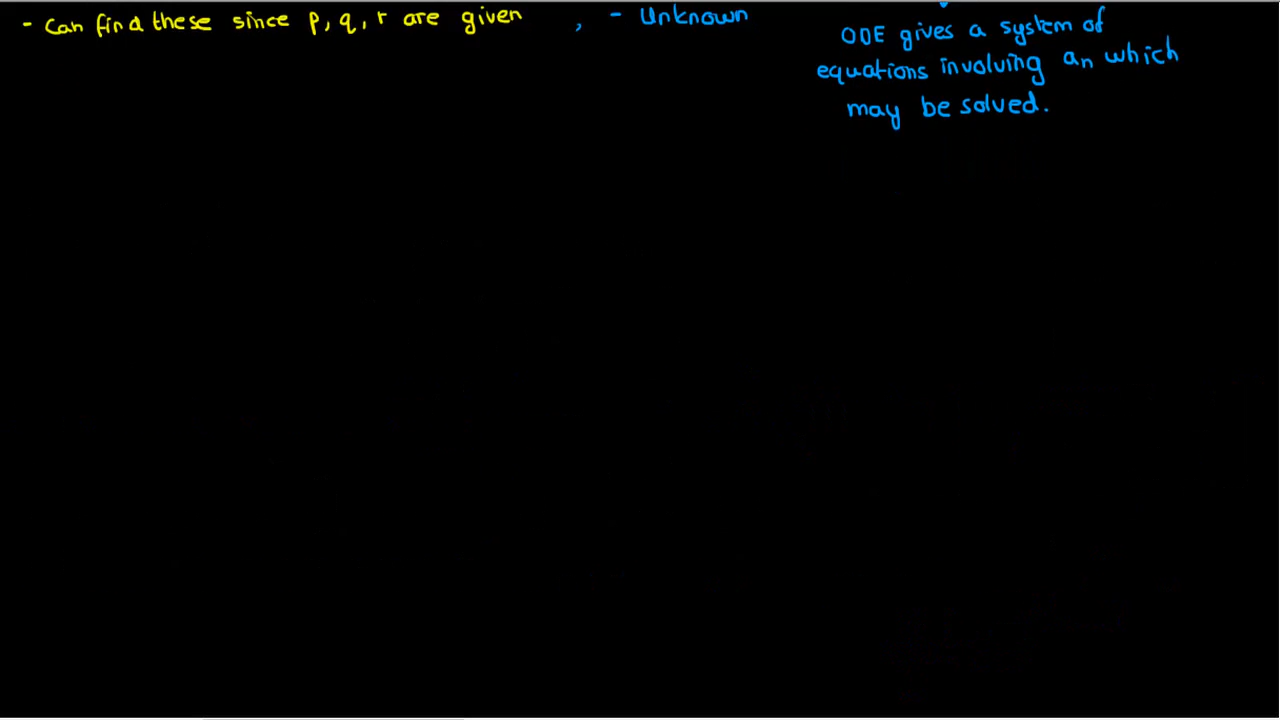 - Can find these since p, q, r are given , - Unknown
ODE gives a system of
equations involving an which
may be solved.